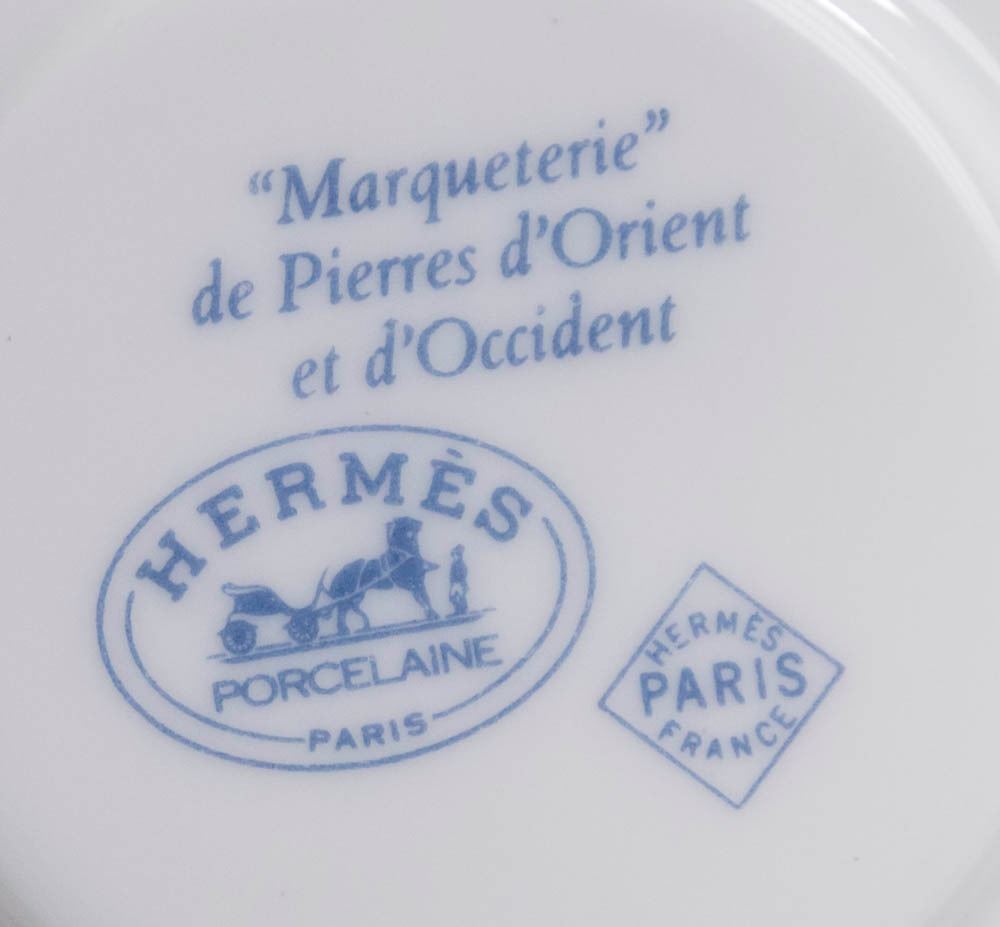 “Marqueterie”
de Pierres d'Orient
et d'Occident
HERMÈS
PORCELAINE
PARIS
HERMÈS
PARIS
FRANCE